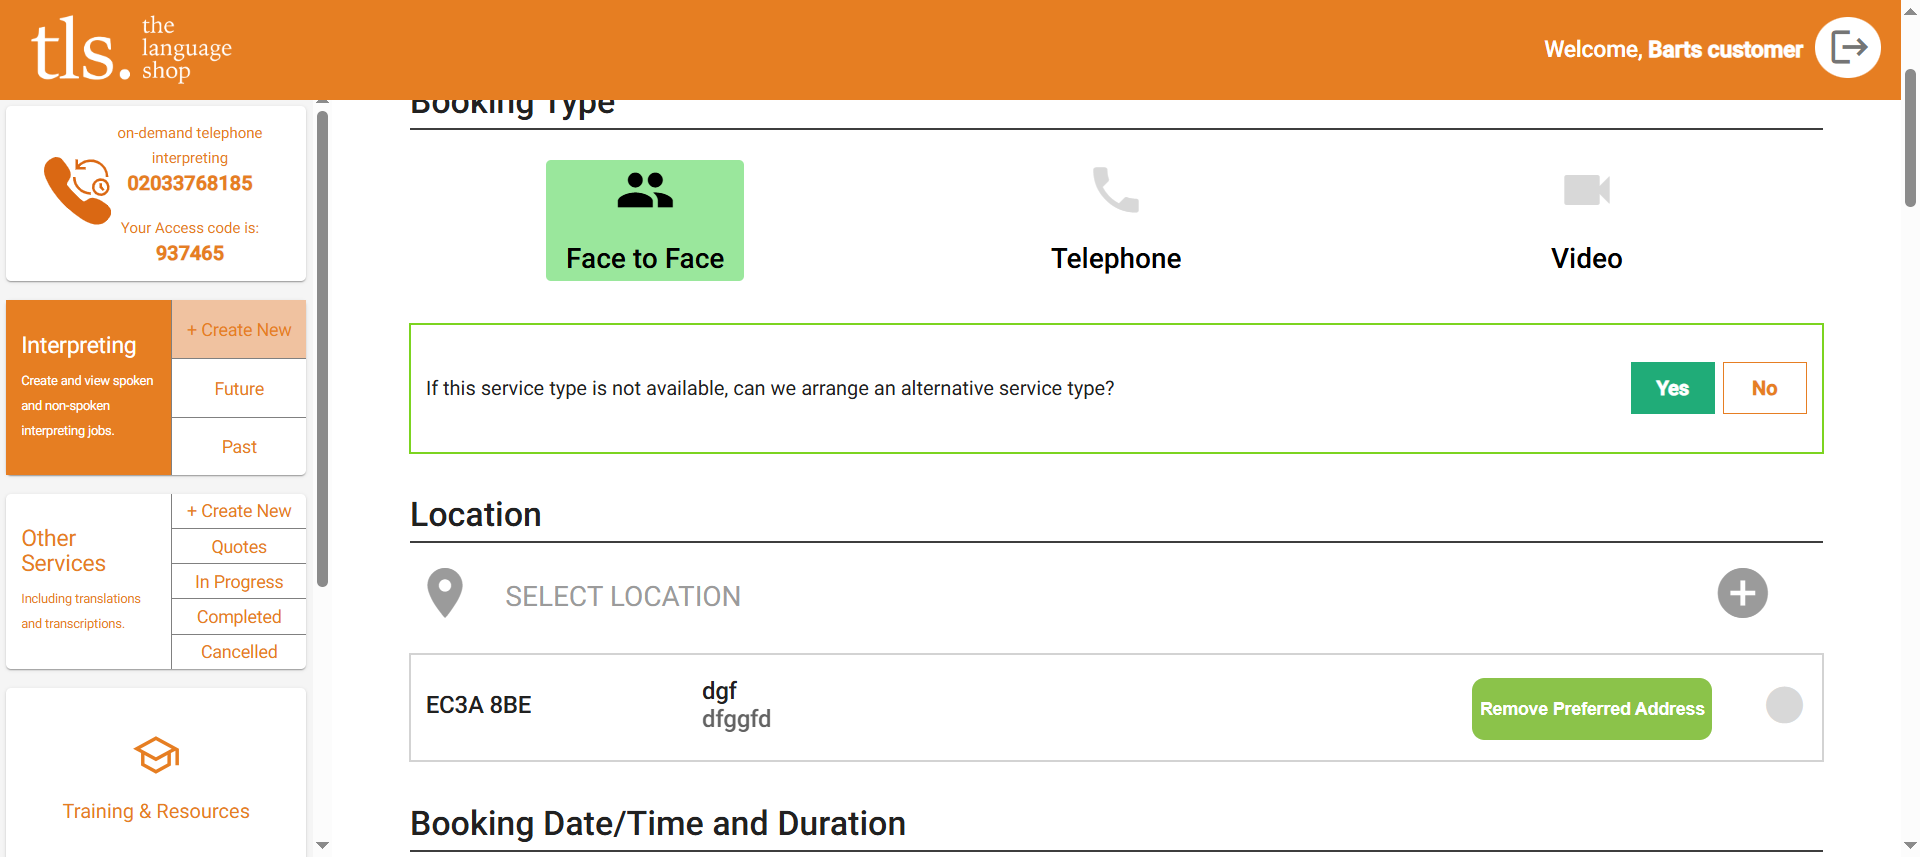 tls. the
language
shop
Welcome, Barts customer
on-demand telephone
interpreting
02033768185
Your Access code is:
937465
Interpreting
Create and view spoken
and non-spoken
interpreting jobs.
+ Create New
Future
Past
Other
Services
Including translations
and transcriptions.
+ Create New
Quotes
In Progress
Completed
Cancelled
Training & Resources
Booking Type
Face to Face
Telephone
Video
If this service type is not available, can we arrange an alternative service type?
Yes
No
Location
SELECT LOCATION
EC3A 8BE
dgf
dfggfd
Remove Preferred Address
Booking Date/Time and Duration